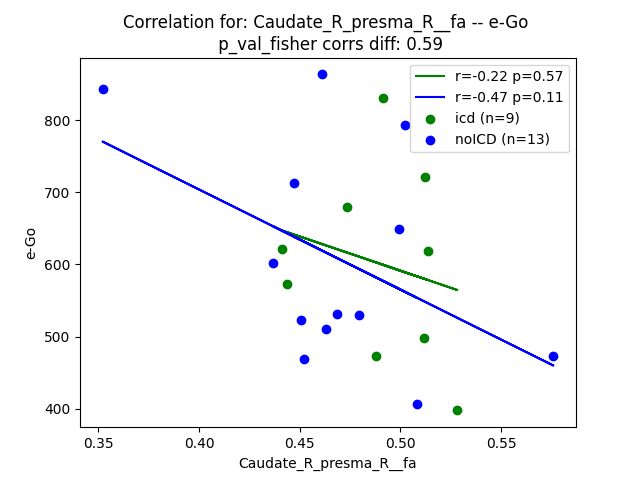 Correlation for: Caudate_R_presma_R__fa -- e-Go
p_val_fisher corrs diff: 0.59
r=-0.22 p=0.57
r=-0.47 p=0.11
icd (n=9)
noICD (n=13)
800
700
600
500
400
e-Go
0.35 0.40 0.45 0.50 0.55
Caudate_R_presma_R__fa